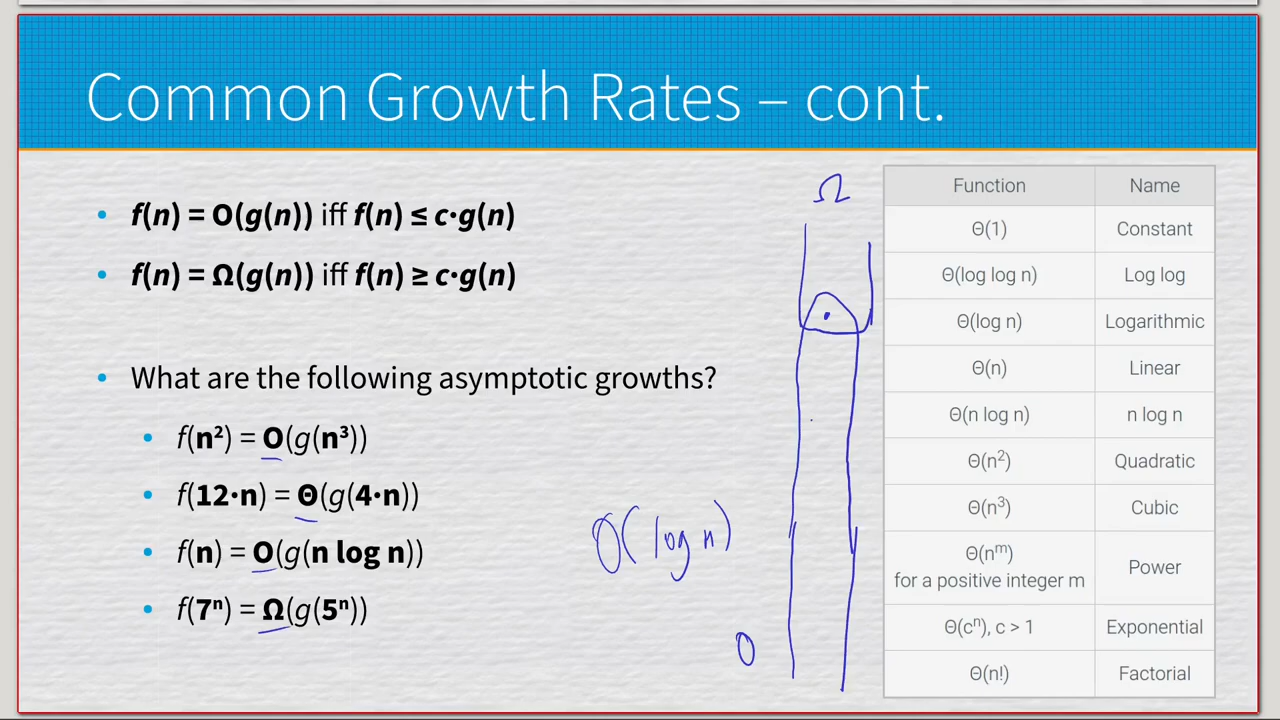 Common Growth Rates – cont.
• f(n) = O(g(n)) iff f(n) ≤ c·g(n)
• f(n) = Ω(g(n)) iff f(n) ≥ c·g(n)
• What are the following asymptotic growths?
• f(n²) = O(g(n³))
• f(12·n) = Θ(g(4·n))
• f(n) = O(g(n log n))
• f(7ⁿ) = Ω(g(5ⁿ))
Ω
O(log n)
O
Function Name
Θ(1) Constant
Θ(log log n) Log log
Θ(log n) Logarithmic
Θ(n) Linear
Θ(n log n) n log n
Θ(n²) Quadratic
Θ(n³) Cubic
Θ(nᵐ)
for a positive integer m Power
Θ(cⁿ), c > 1 Exponential
Θ(n!) Factorial